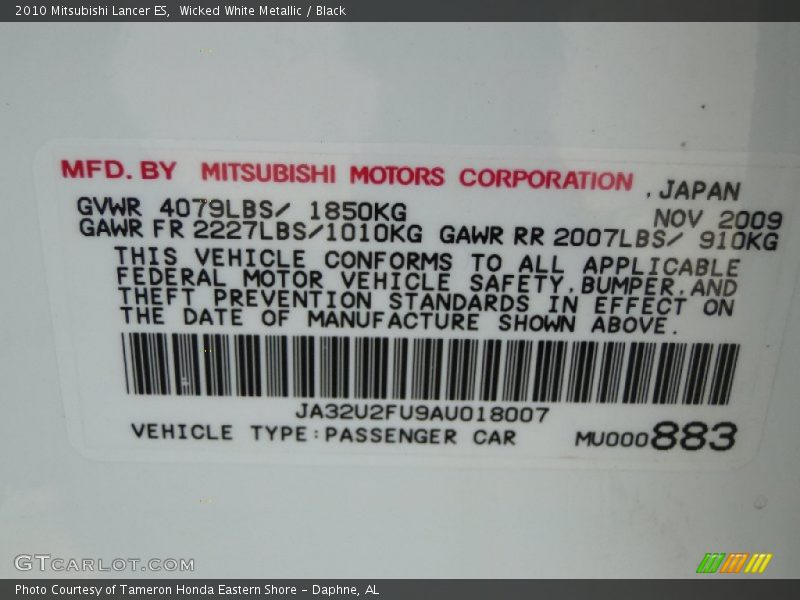 2010 Mitsubishi Lancer ES,  Wicked White Metallic / Black
MFD. BY MITSUBISHI MOTORS CORPORATION , JAPAN
GVWR 4079LBS/ 1850KG NOV 2009
GAWR FR 2227LBS/1010KG GAWR RR 2007LBS/ 910KG
THIS VEHICLE CONFORMS TO ALL APPLICABLE
FEDERAL MOTOR VEHICLE SAFETY,BUMPER,AND
THEFT PREVENTION STANDARDS IN EFFECT ON
THE DATE OF MANUFACTURE SHOWN ABOVE.
JA32U2FU9AU018007
VEHICLE TYPE:PASSENGER CAR MU000883
GTCARLOT.COM
Photo Courtesy of Tameron Honda Eastern Shore – Daphne, AL